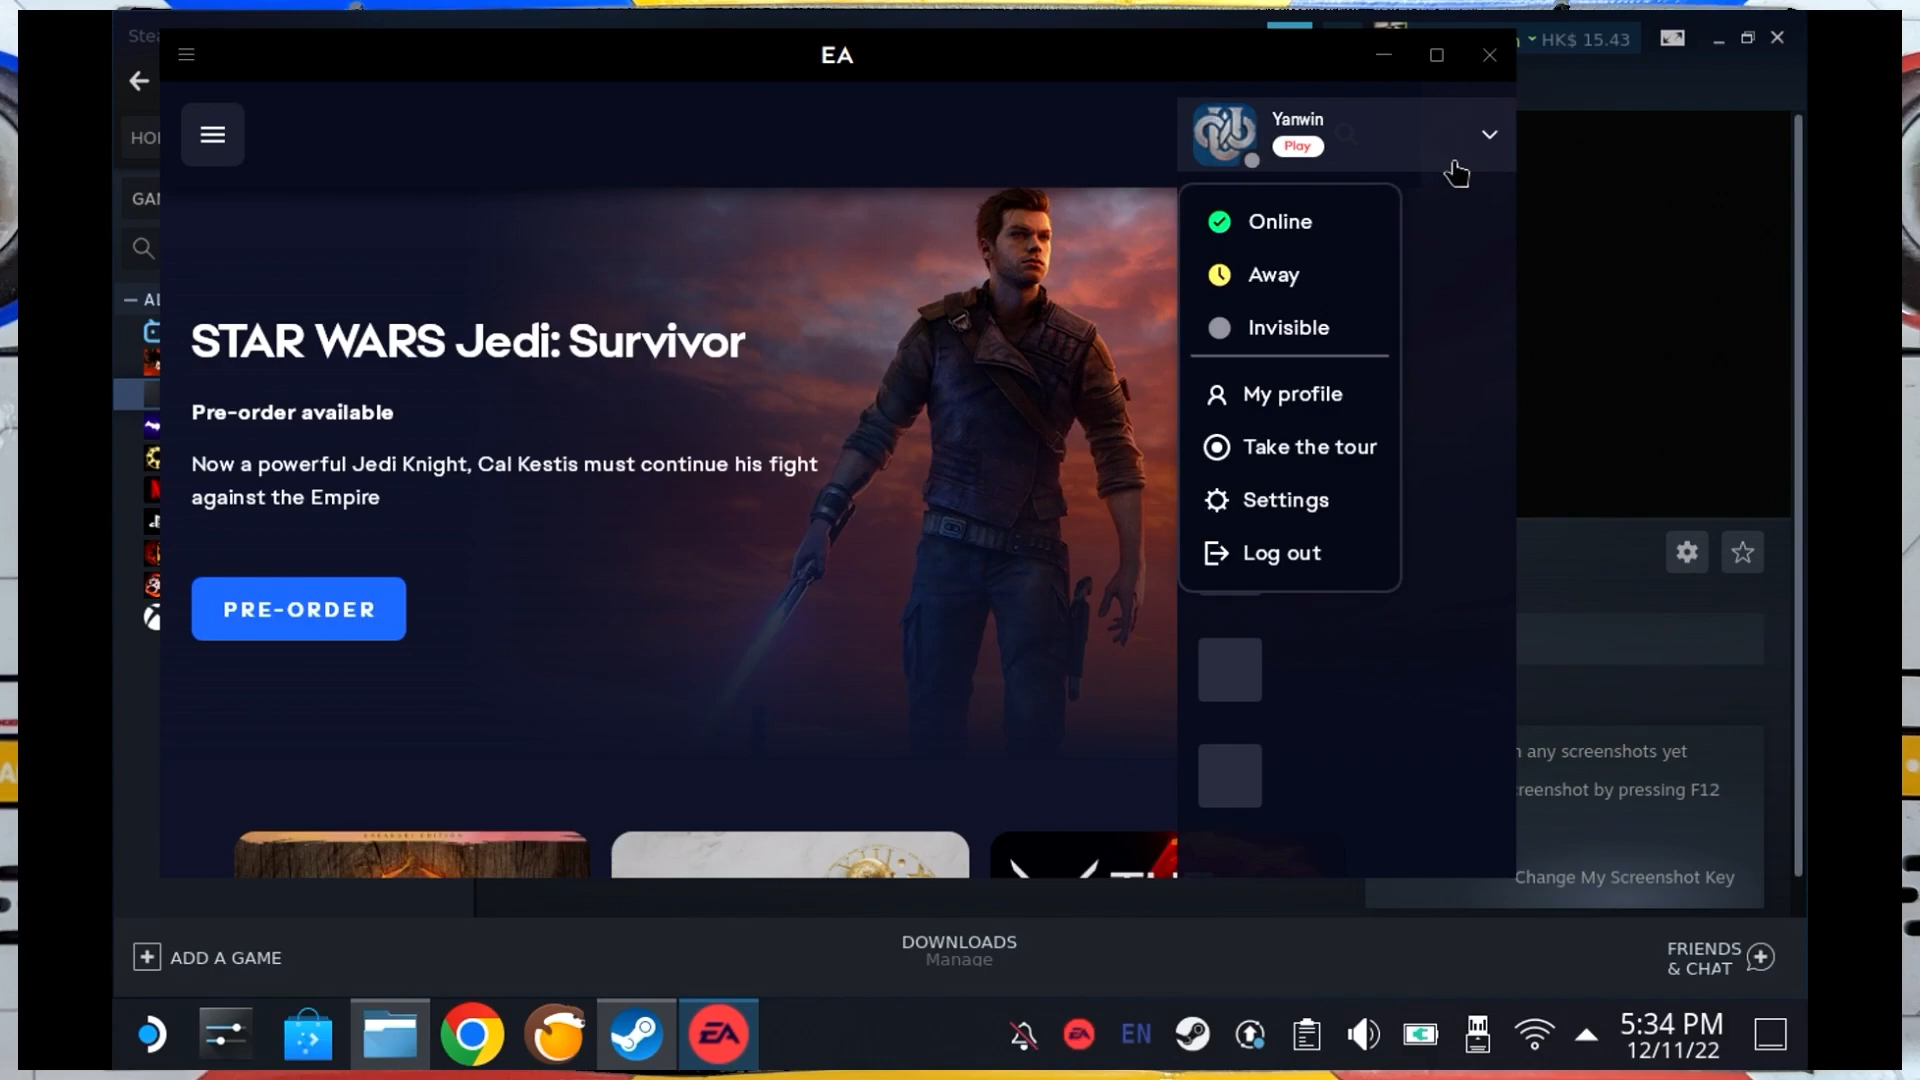 EA
HK$ 15.43
Yanwin
Play
Online
Away
Invisible
My profile
Take the tour
Settings
Log out
STAR WARS Jedi: Survivor
Pre-order available
Now a powerful Jedi Knight, Cal Kestis must continue his fight
against the Empire
PRE-ORDER
any screenshots yet
by pressing F12
Change My Screenshot Key
ADD A GAME
DOWNLOADS
Manage
FRIENDS
& CHAT
EA
EA
EN
5:34 PM
12/11/22